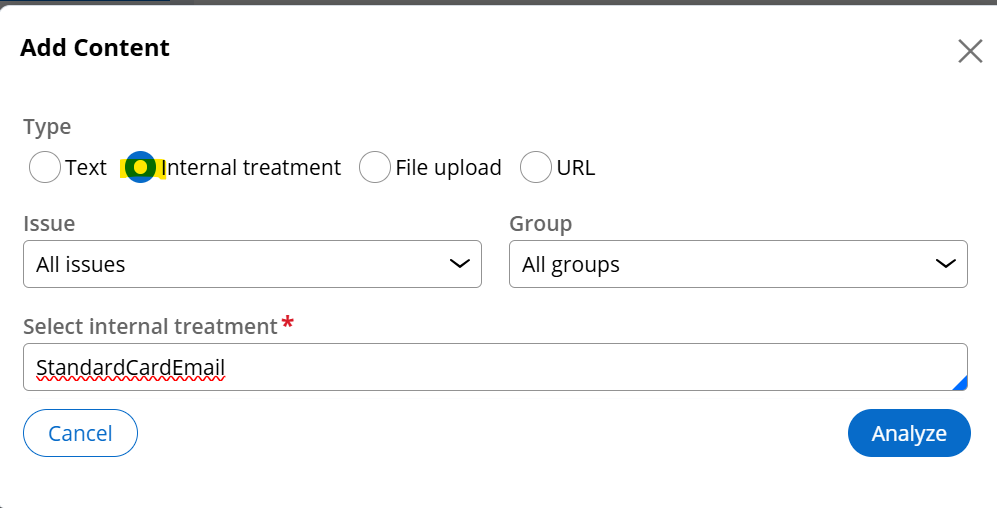 Add Content
Type
Text Internal treatment File upload URL
Issue Group
All issues All groups
Select internal treatment*
StandardCardEmail
Cancel Analyze